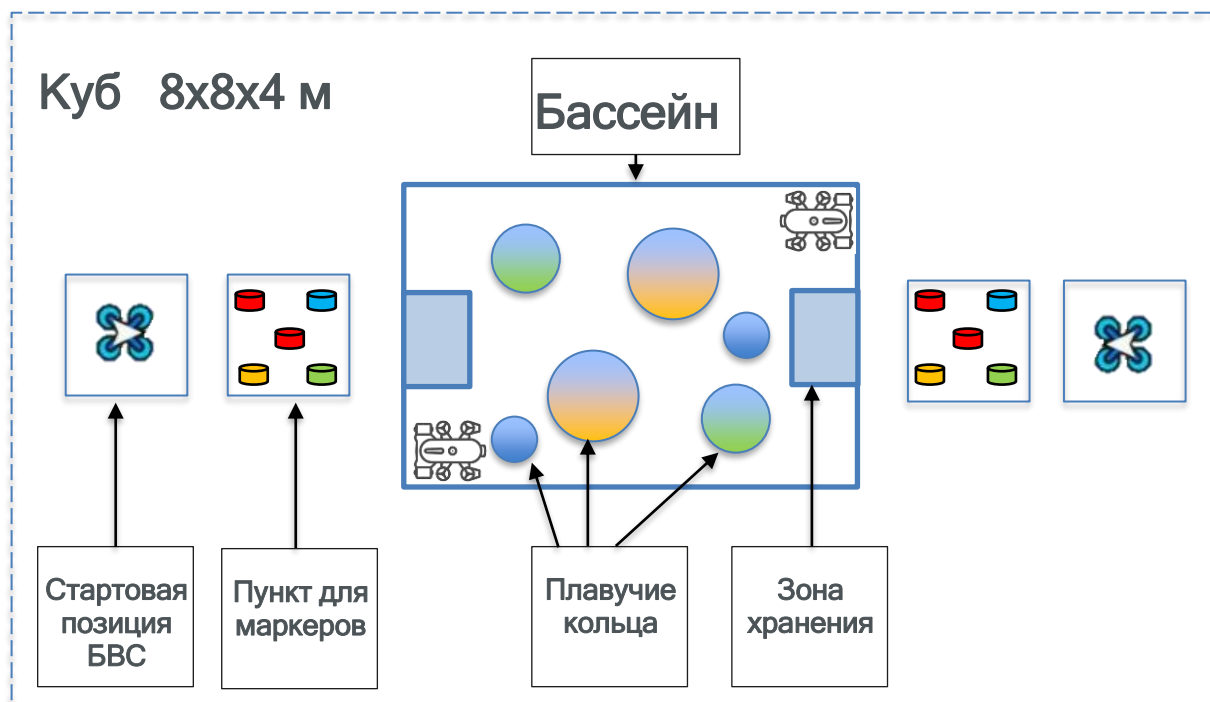 Куб 8х8х4 м
Бассейн
Стартовая
позиция
БВС
Пункт для
маркеров
Плавучие
кольца
Зона
хранения